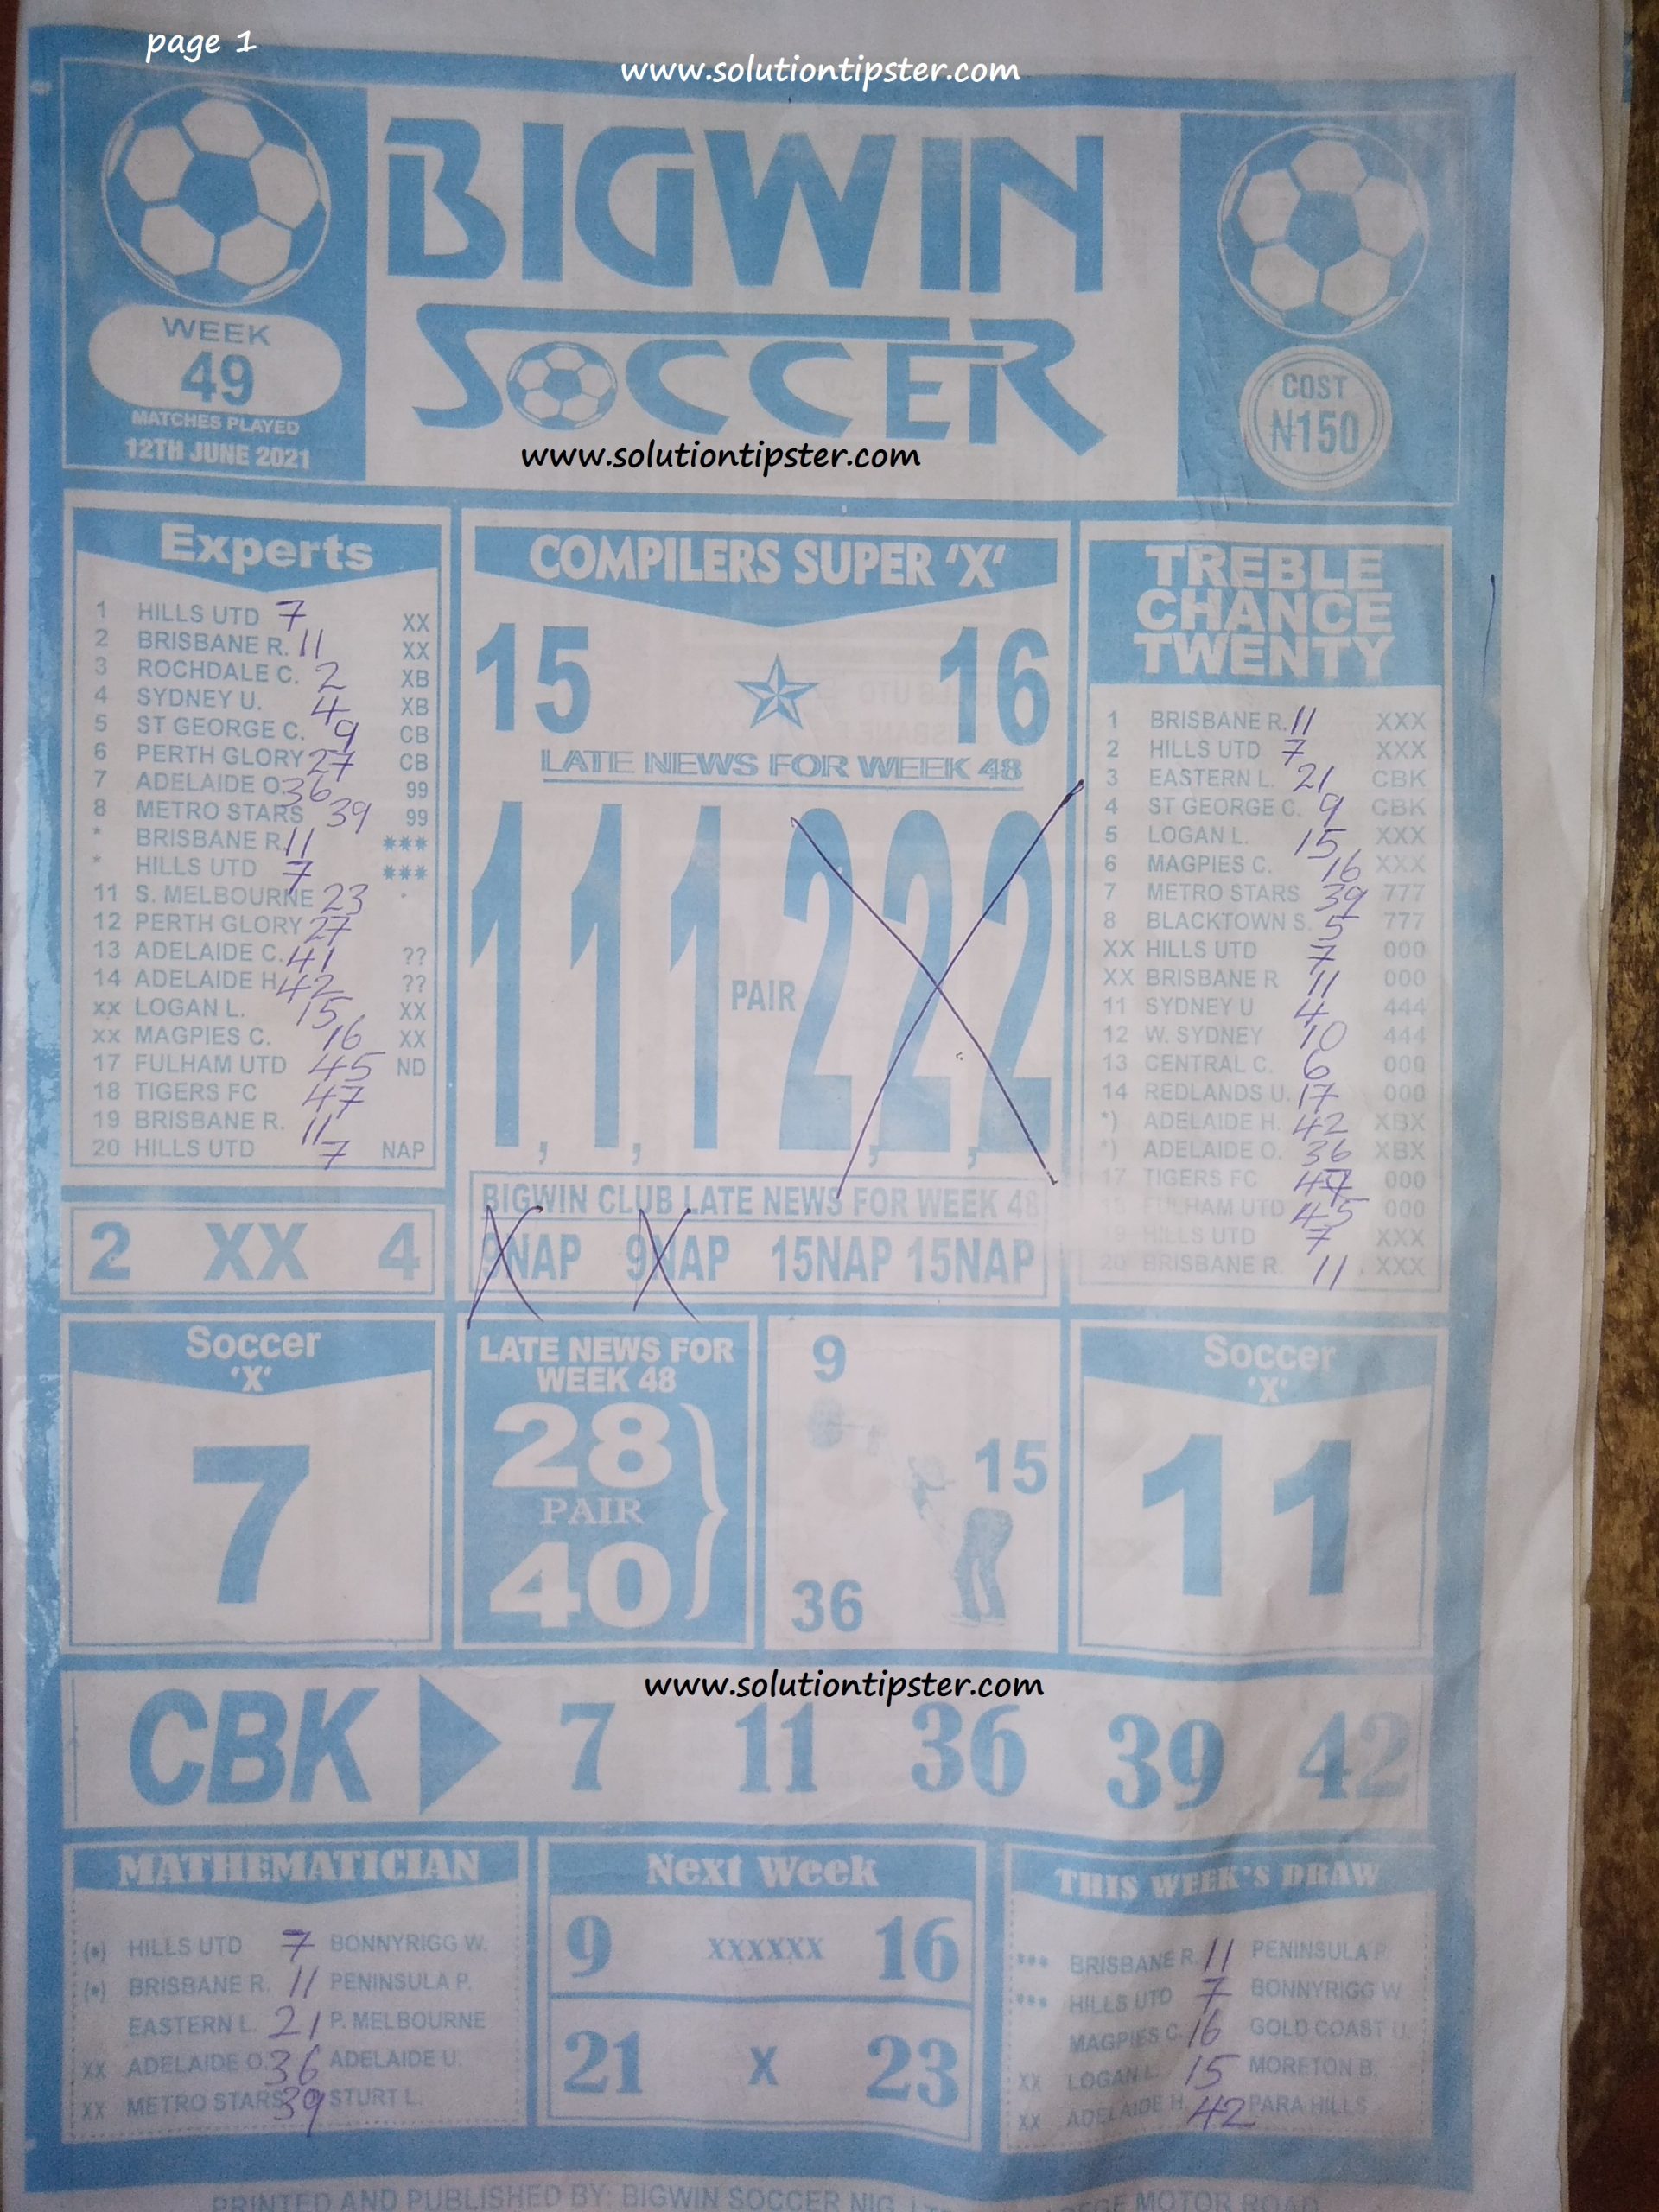 page 1
www.solutiontipster.com
BIGWIN
SOCCER
WEEK
49
MATCHES PLAYED
12TH JUNE 2021
COST
₦150
www.solutiontipster.com
Experts
1 HILLS UTD 7 XX
2 BRISBANE R. 11 XX
3 ROCHDALE C. 2 XB
4 SYDNEY U. 4 XB
5 ST GEORGE C. 9 CB
6 PERTH GLORY 27 CB
7 ADELAIDE O. 36 99
8 METRO STARS 39 99
* BRISBANE R. 11 ***
* HILLS UTD 7 ***
11 S. MELBOURNE 23
12 PERTH GLORY 27
13 ADELAIDE C. 41 ??
14 ADELAIDE H. 42 ??
xx LOGAN L. 15 XX
xx MAGPIES C. 16 XX
17 FULHAM UTD 45 ND
18 TIGERS FC 47
19 BRISBANE R. 11
20 HILLS UTD 7 NAP
2 XX 4
COMPILERS SUPER 'X'
15 16
LATE NEWS FOR WEEK 48
1, 1, 1 PAIR 2, 2, 2
BIGWIN CLUB LATE NEWS FOR WEEK 48
9NAP 9NAP 15NAP 15NAP
TREBLE
CHANCE
TWENTY
1 BRISBANE R. 11 XXX
2 HILLS UTD 7 XXX
3 EASTERN L. 21 CBK
4 ST GEORGE C. 9 CBK
5 LOGAN L. 15 XXX
6 MAGPIES C. 16 XXX
7 METRO STARS 39 777
8 BLACKTOWN S. 5 777
XX HILLS UTD 7 000
XX BRISBANE R 11 000
11 SYDNEY U 4 444
12 W. SYDNEY 10 444
13 CENTRAL C. 6 000
14 REDLANDS U. 17 000
*) ADELAIDE H. 42 XBX
*) ADELAIDE O. 36 XBX
17 TIGERS FC 47 000
18 FULHAM UTD 45 000
19 HILLS UTD 7 XXX
20 BRISBANE R. 11 XXX
Soccer
'X'
7
LATE NEWS FOR
WEEK 48
28
PAIR
40
9
15
36
Soccer
'X'
11
www.solutiontipster.com
CBK 7 11 36 39 42
MATHEMATICIAN
(•) HILLS UTD 7 BONNYRIGG W.
(•) BRISBANE R. 11 PENINSULA P.
EASTERN L. 21 P. MELBOURNE
XX ADELAIDE O. 36 ADELAIDE U.
XX METRO STARS 39 STURT L.
Next Week
9 XXXXXX 16
21 X 23
THIS WEEK'S DRAW
*** BRISBANE R. 11 PENINSULA P.
*** HILLS UTD 7 BONNYRIGG W
MAGPIES C. 16 GOLD COAST U.
XX LOGAN L. 15 MORETON B.
XX ADELAIDE H. 42 PARA HILLS
PRINTED AND PUBLISHED BY: BIGWIN SOCCER NIG. MOTOR ROAD